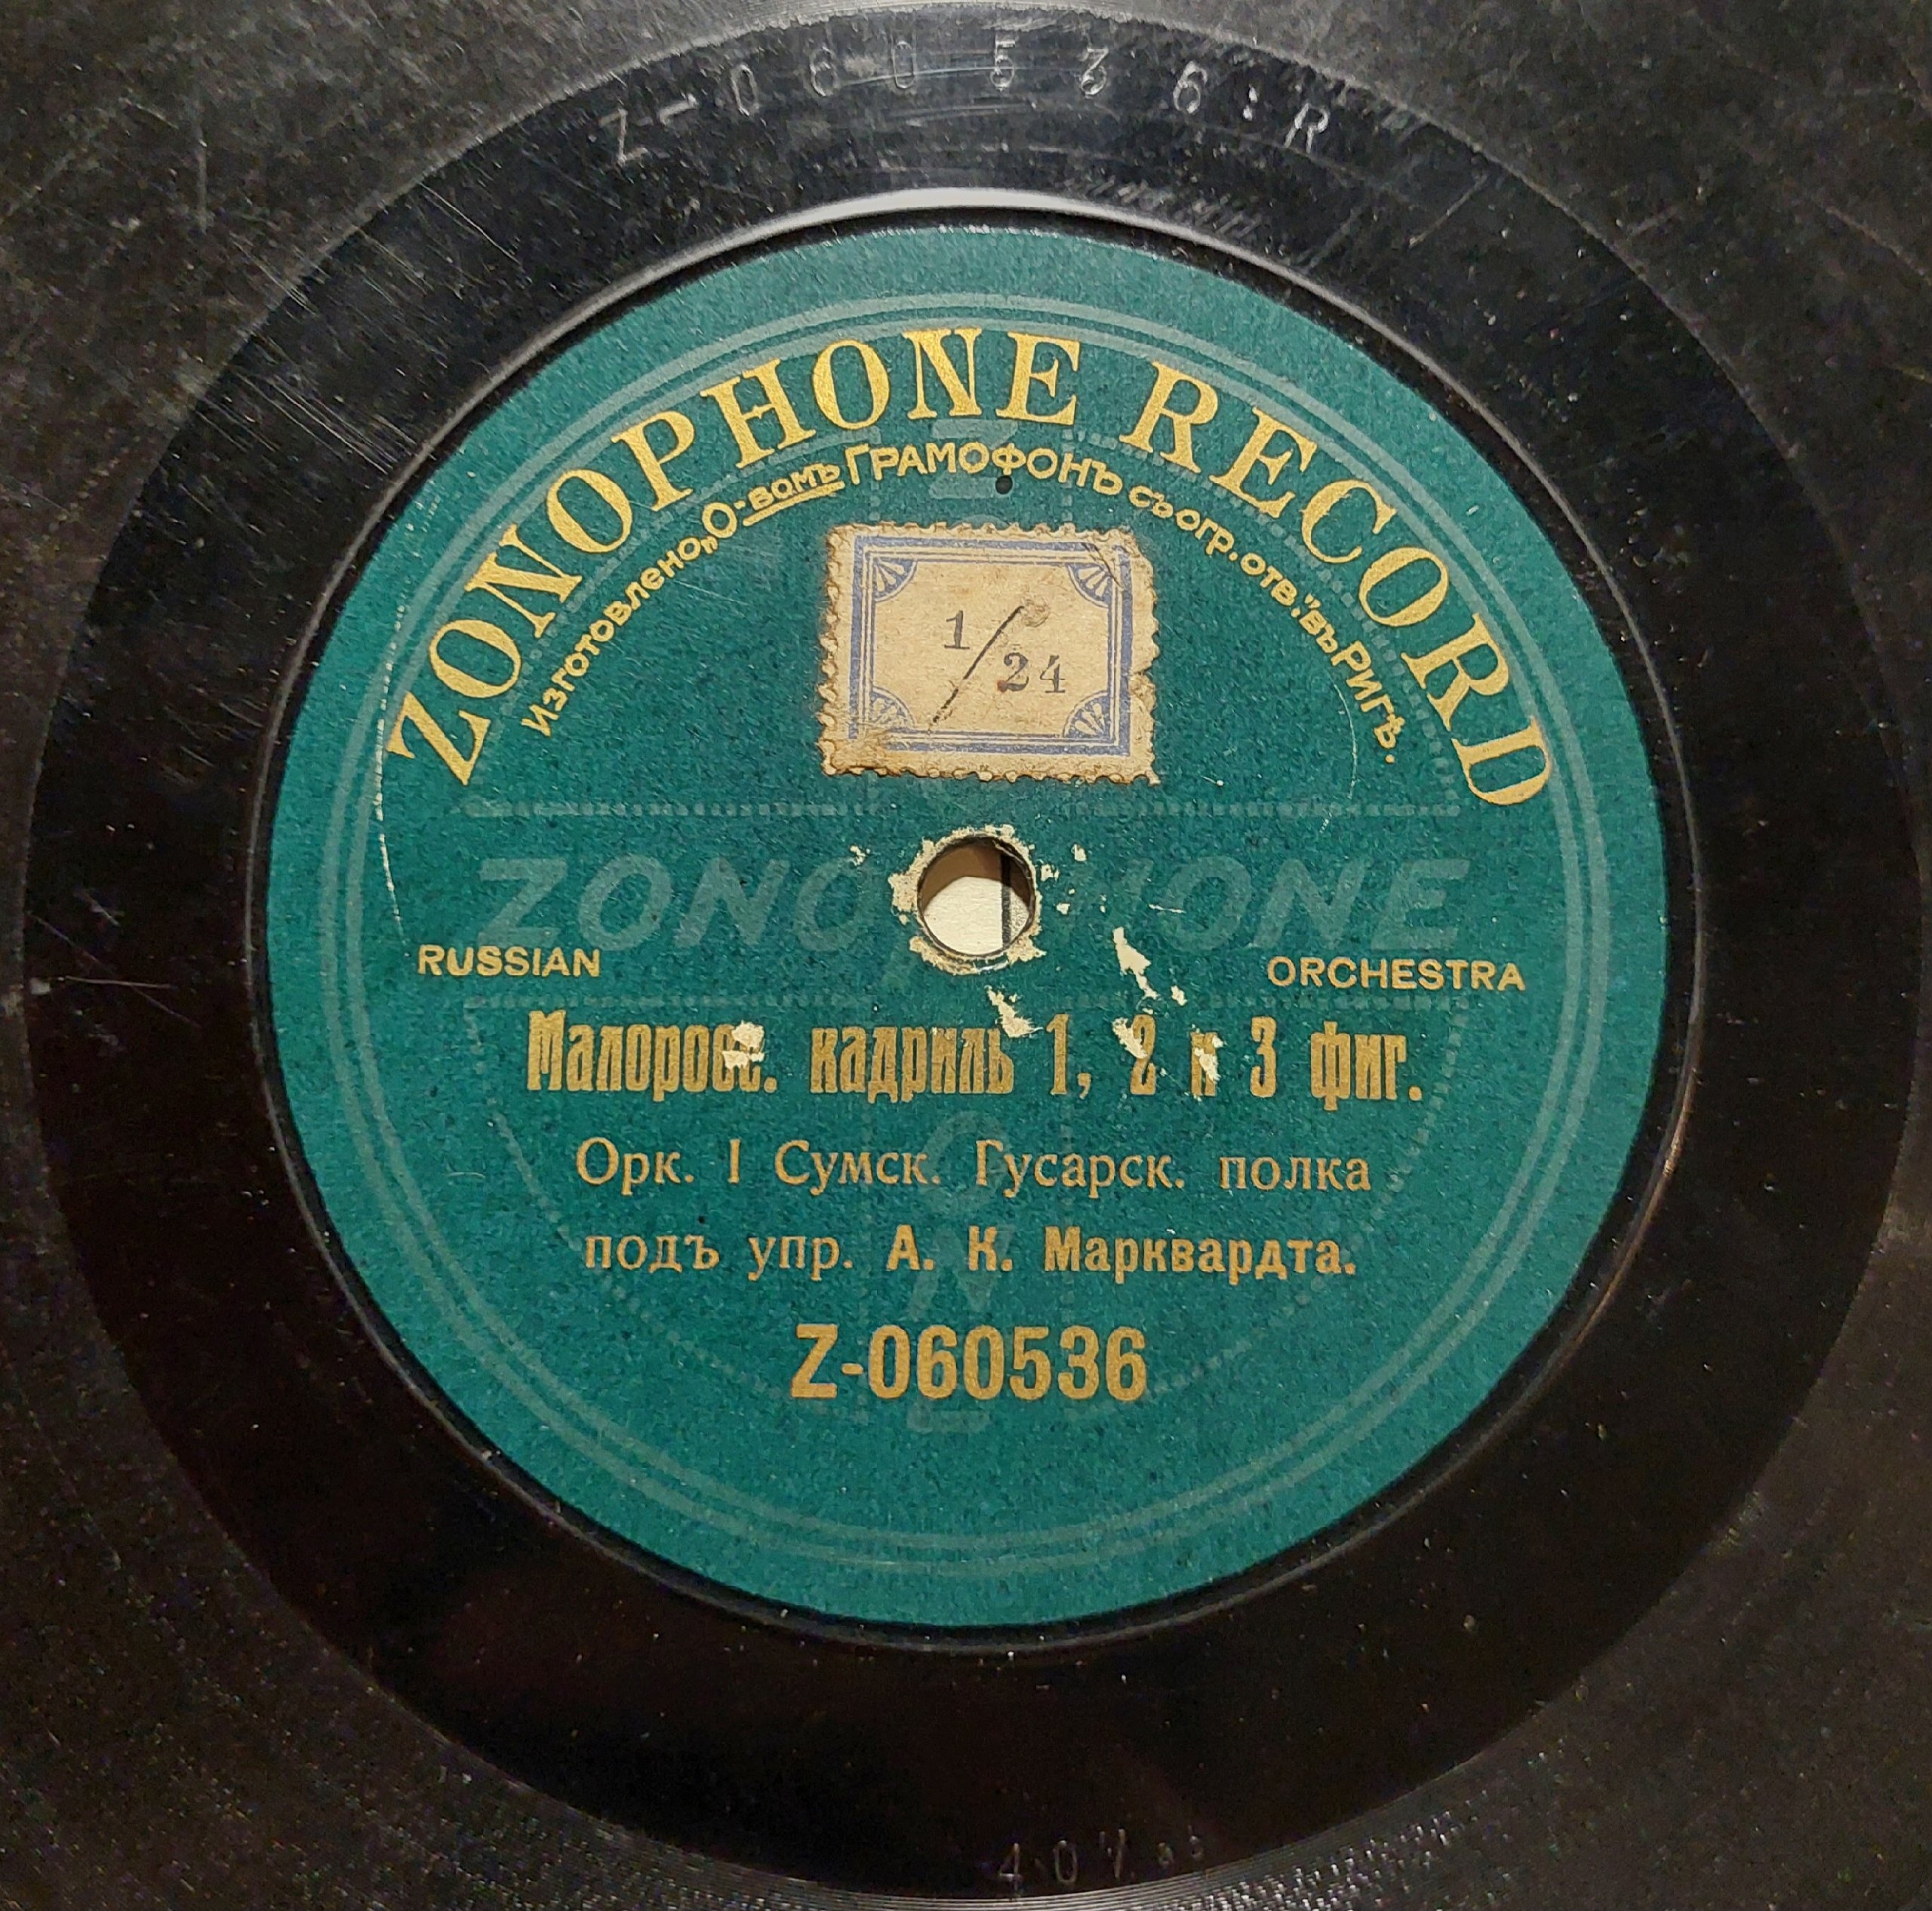 Z-060536:R
ZONOPHONE RECORD
Изготовлено „О-вомъ ГРАМОФОНЪ съ огр. отв." въ РИГѢ.
1/24
ZONOPHONE
RUSSIAN ORCHESTRA
Малоросс. кадриль 1, 2 и 3 фиг.
Орк. I Сумск. Гусарск. полка
подъ упр. А. К. Марквардта.
Z-060536